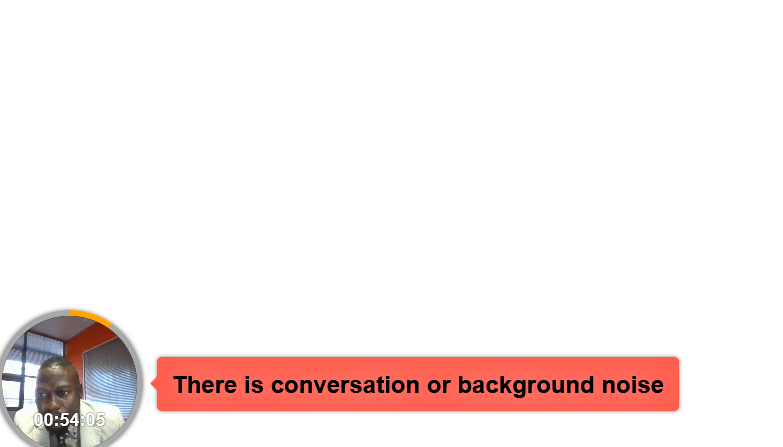 There is conversation or background noise
00:54:05